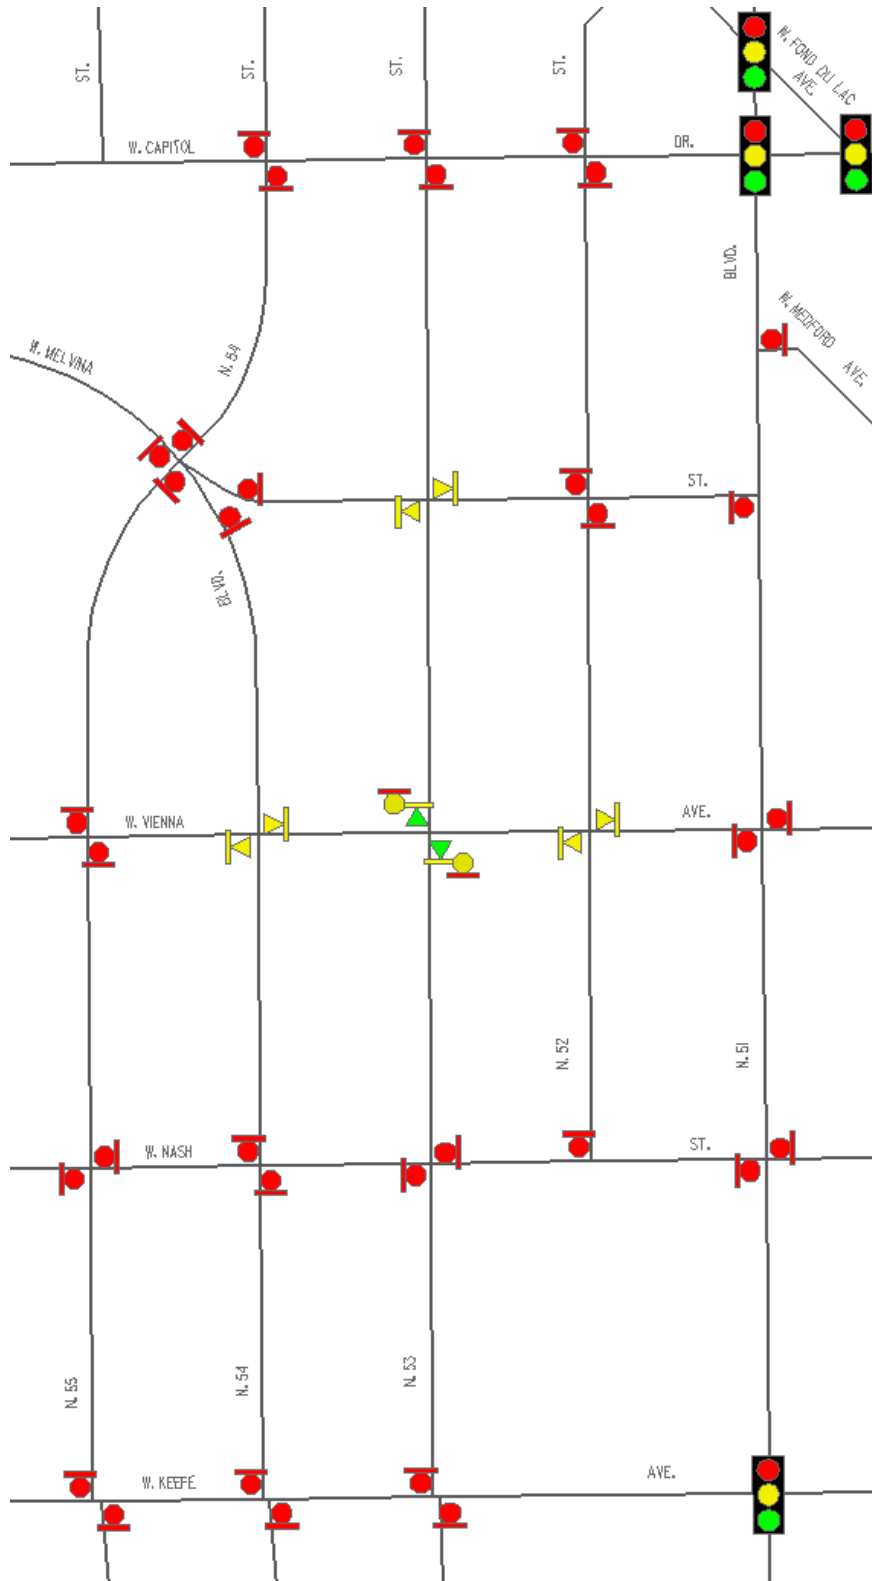 ST.
ST.
ST.
ST.
W. FOND DU LAC
AVE.
W. CAPITOL
DR.
BLVD.
W. MEDFORD
AVE.
W. MELVINA
N. 54
ST.
BLVD.
W. VIENNA
AVE.
N. 52
N. 51
W. NASH
ST.
N. 55
N. 54
N. 53
W. KEEFE
AVE.